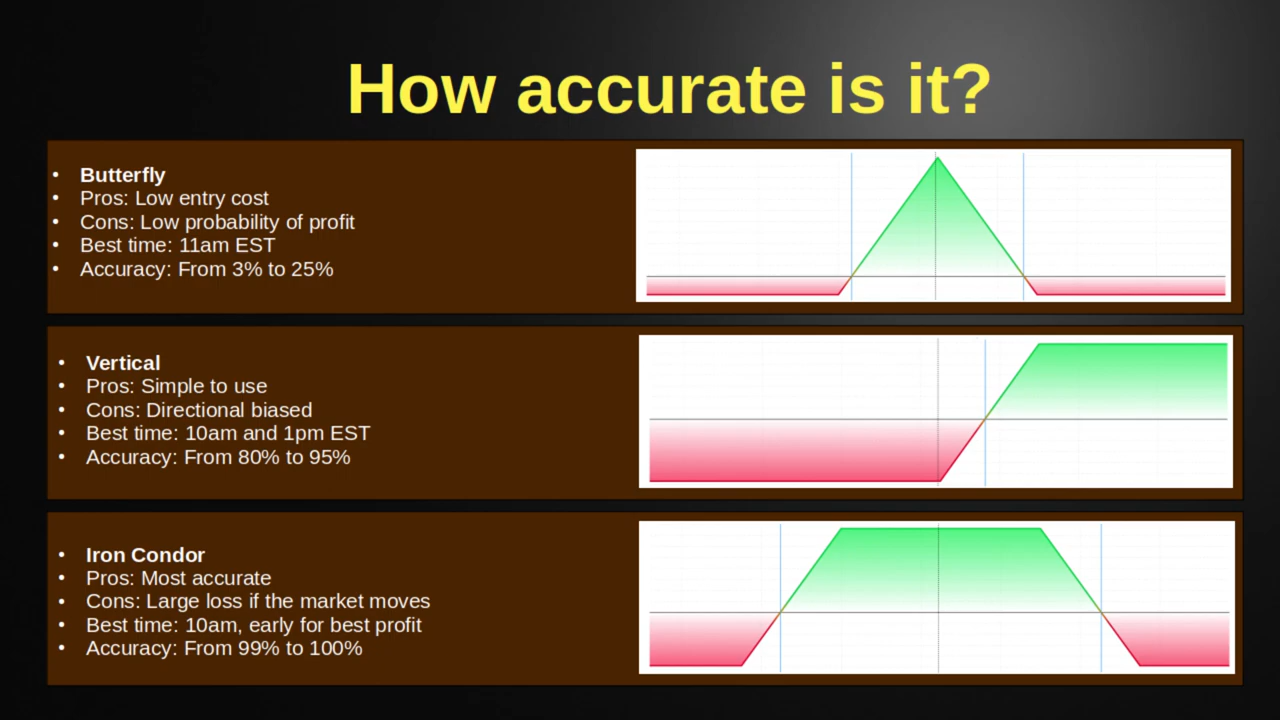 How accurate is it?
• Butterfly
• Pros: Low entry cost
• Cons: Low probability of profit
• Best time: 11am EST
• Accuracy: From 3% to 25%
• Vertical
• Pros: Simple to use
• Cons: Directional biased
• Best time: 10am and 1pm EST
• Accuracy: From 80% to 95%
• Iron Condor
• Pros: Most accurate
• Cons: Large loss if the market moves
• Best time: 10am, early for best profit
• Accuracy: From 99% to 100%